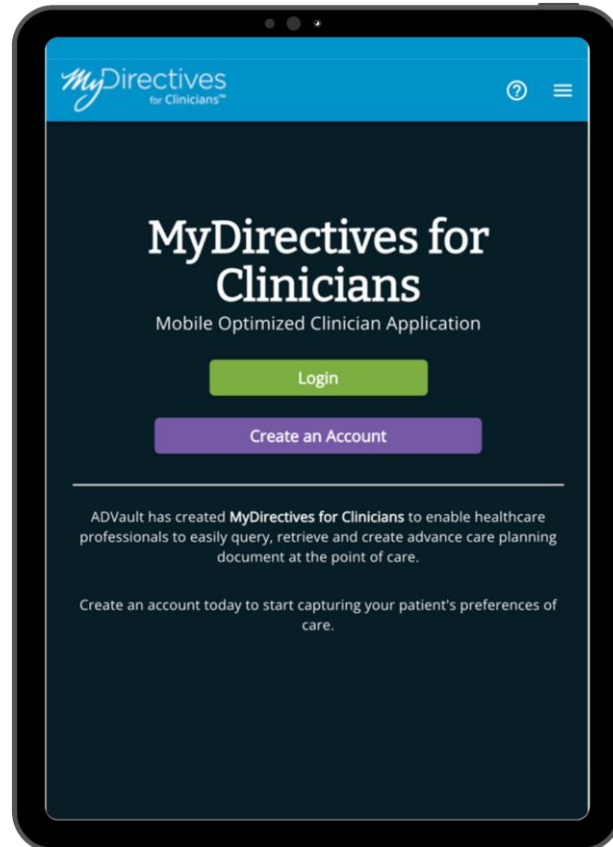 MyDirectives
for Clinicians™
MyDirectives for
Clinicians
Mobile Optimized Clinician Application
Login
Create an Account
ADVault has created MyDirectives for Clinicians to enable healthcare
professionals to easily query, retrieve and create advance care planning
document at the point of care.
Create an account today to start capturing your patient's preferences of
care.